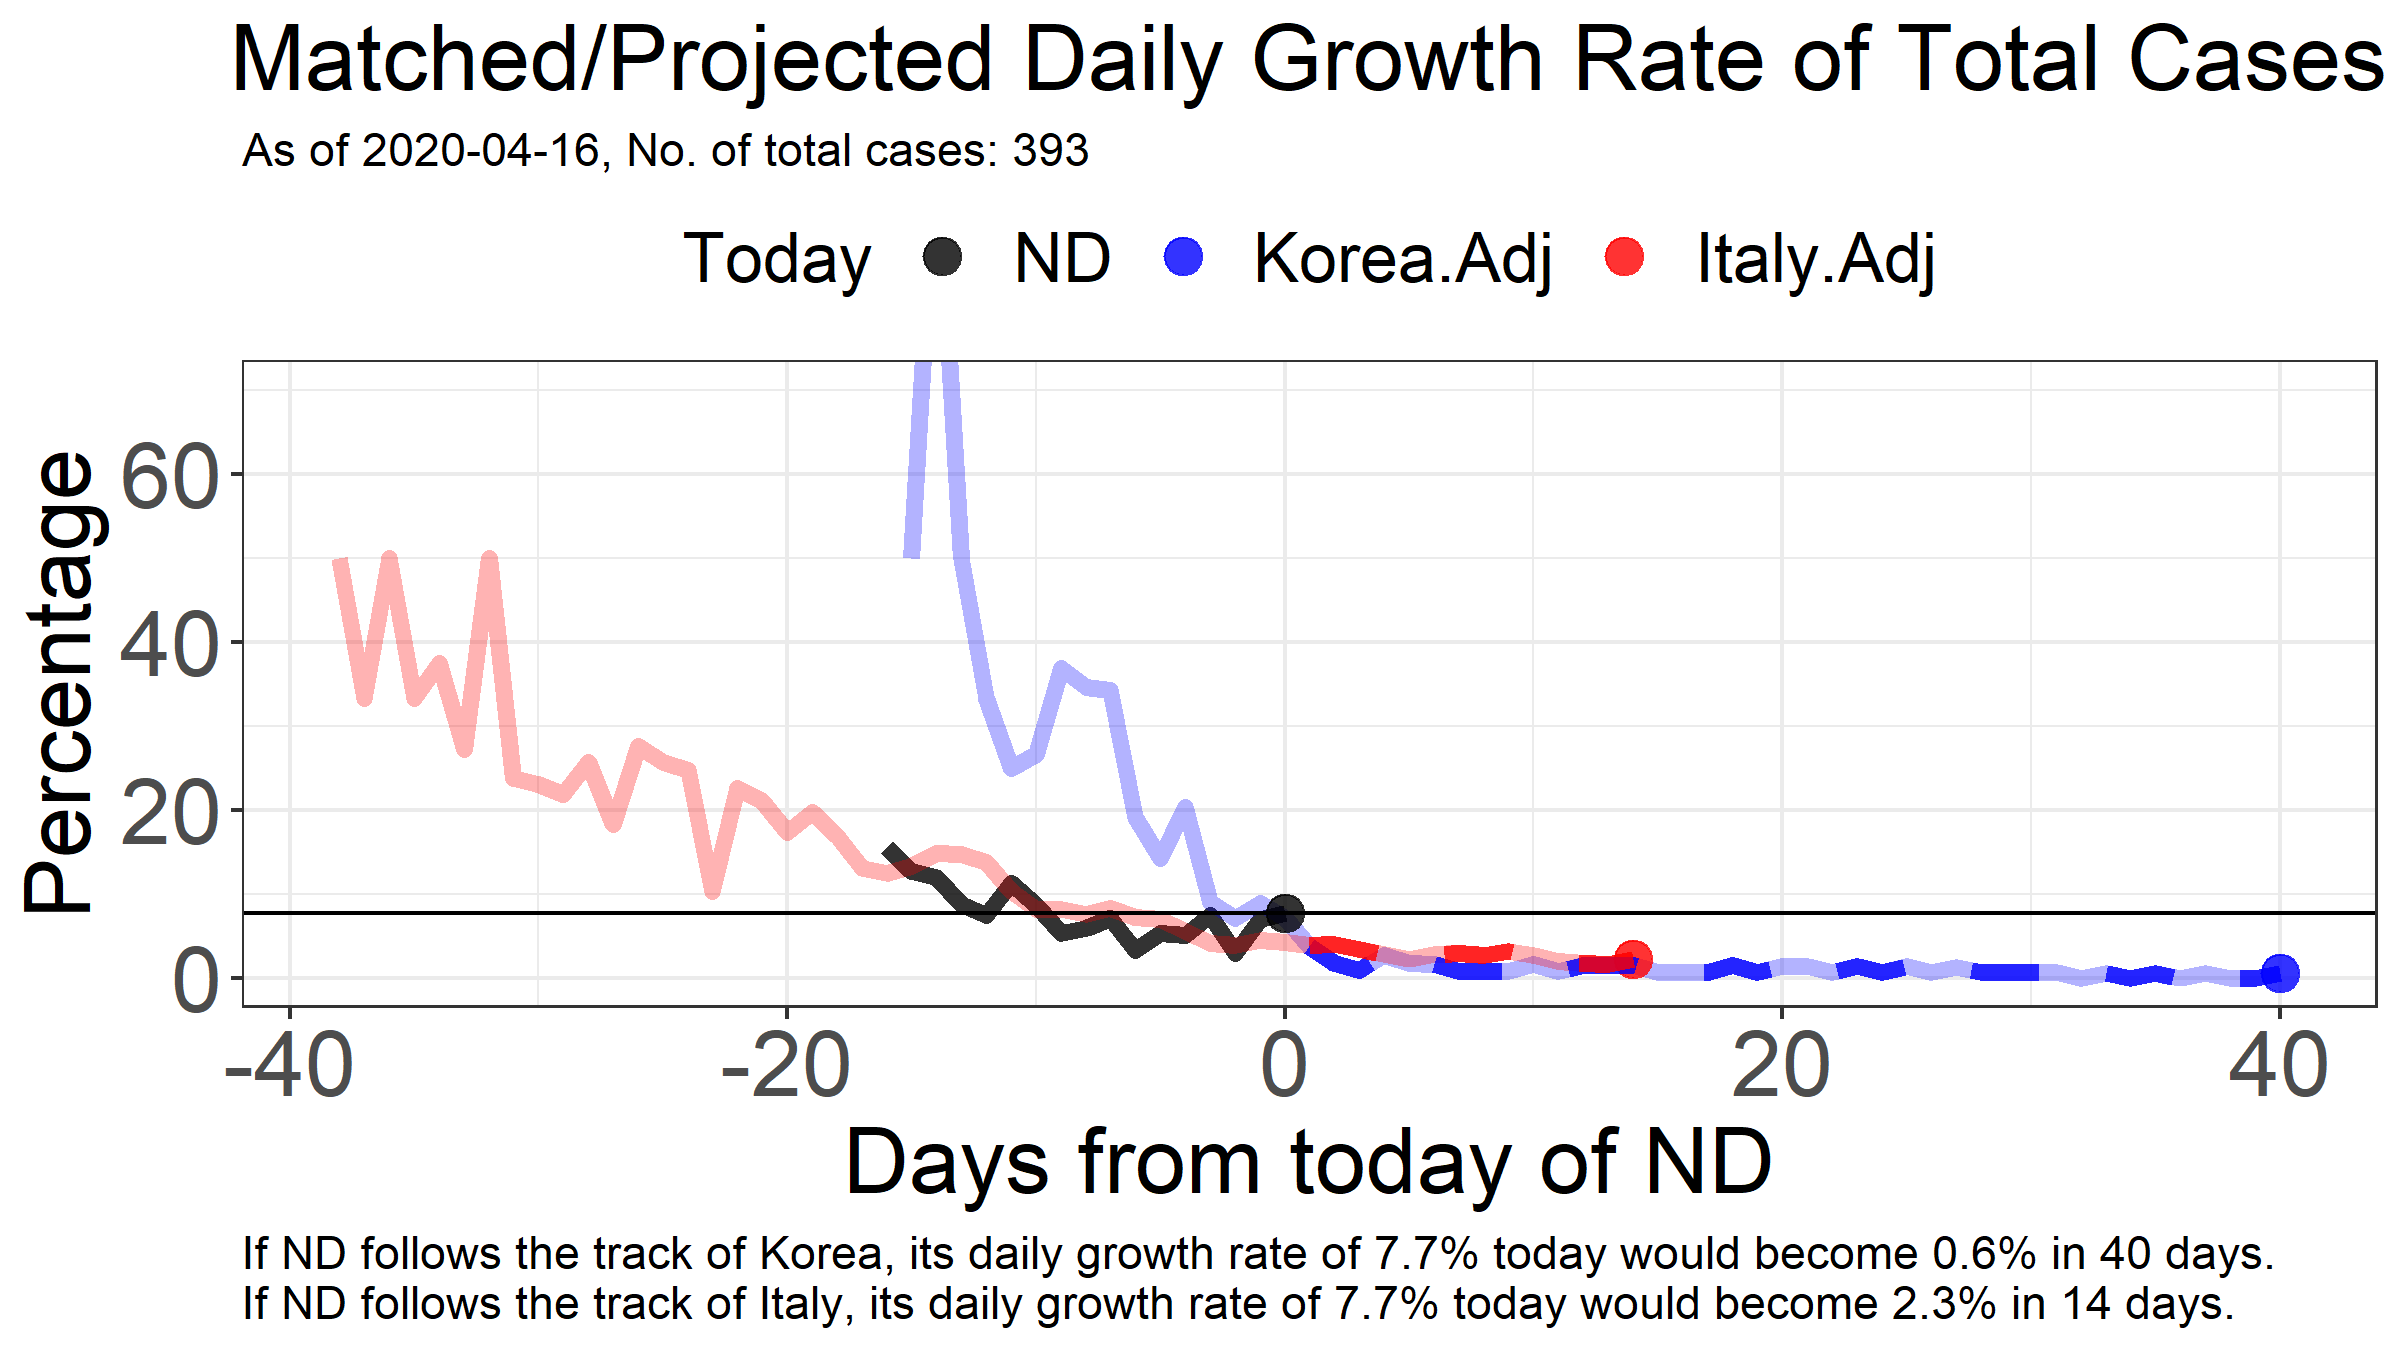 Matched/Projected Daily Growth Rate of Total Cases
As of 2020-04-16, No. of total cases: 393
Today ND Korea.Adj Italy.Adj
Percentage
60
40
20
0
-40 -20 0 20 40
Days from today of ND
If ND follows the track of Korea, its daily growth rate of 7.7% today would become 0.6% in 40 days.
If ND follows the track of Italy, its daily growth rate of 7.7% today would become 2.3% in 14 days.